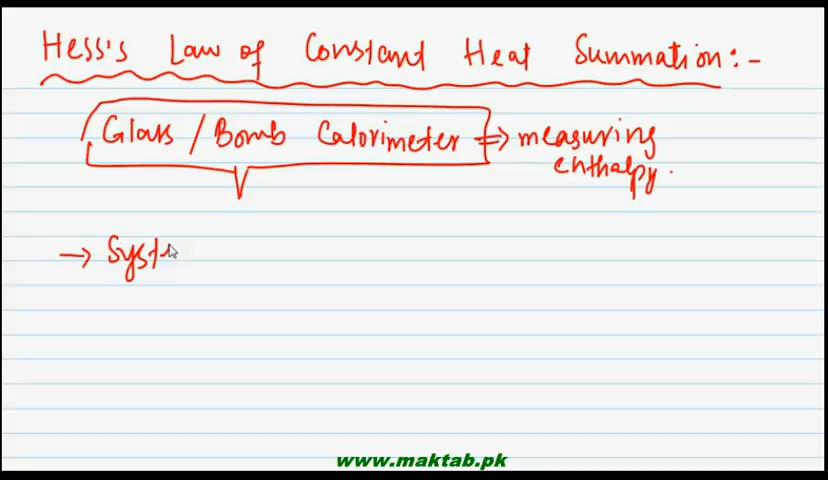 Hess's Law of Constant Heat Summation:-
Glass / Bomb Calorimeter ⇒ measuring
enthalpy.
→ Syst
www.maktab.pk